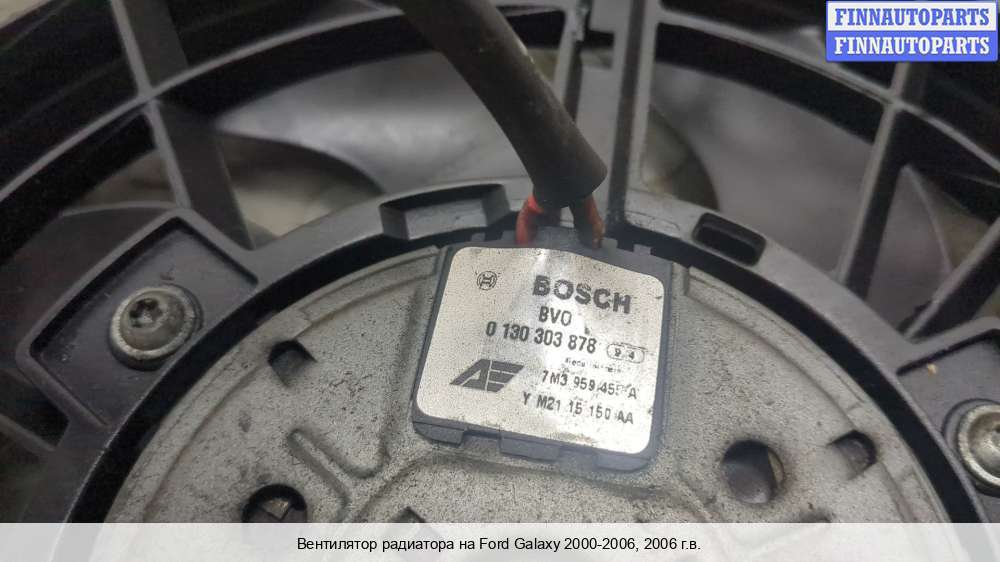 FINNAUTOPARTS
FINNAUTOPARTS
BOSCH
BVO
0 130 303 878 94
7M3 959 455 A
Y M21 15 150 AA
Вентилятор радиатора на Ford Galaxy 2000-2006, 2006 г.в.